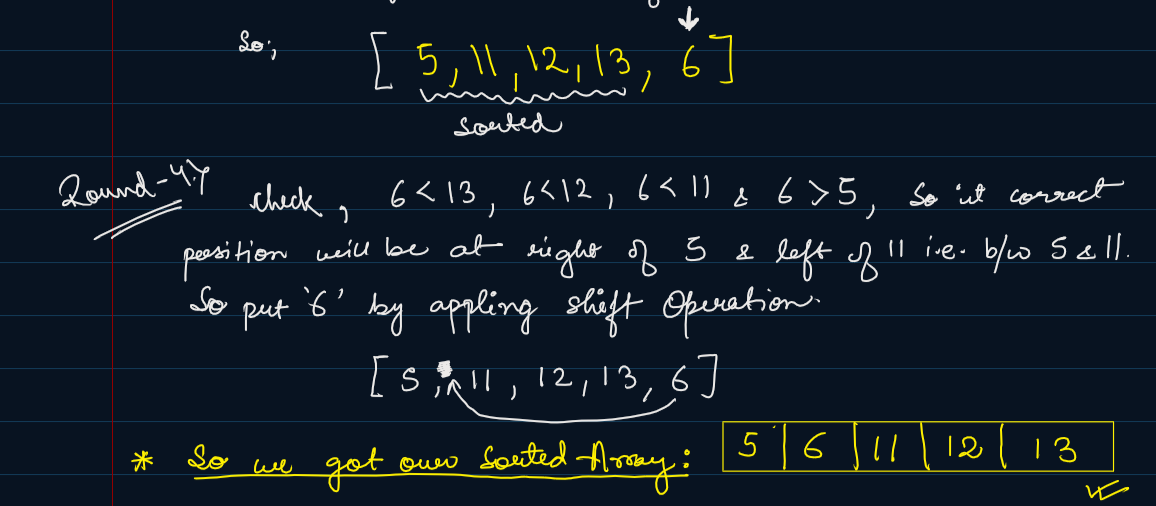 So;
[ 5, 11, 12, 13, 6 ]
sorted
Round-4:> check, 6<13, 6<12, 6<11 & 6>5, So it correct
position will be at right of 5 & left of 11 i.e. b/w 5 & 11.
So put '6' by appling shift Operation.
[ 5, 11, 12, 13, 6 ]
* So we got our Sorted Array: 5 | 6 | 11 | 12 | 13